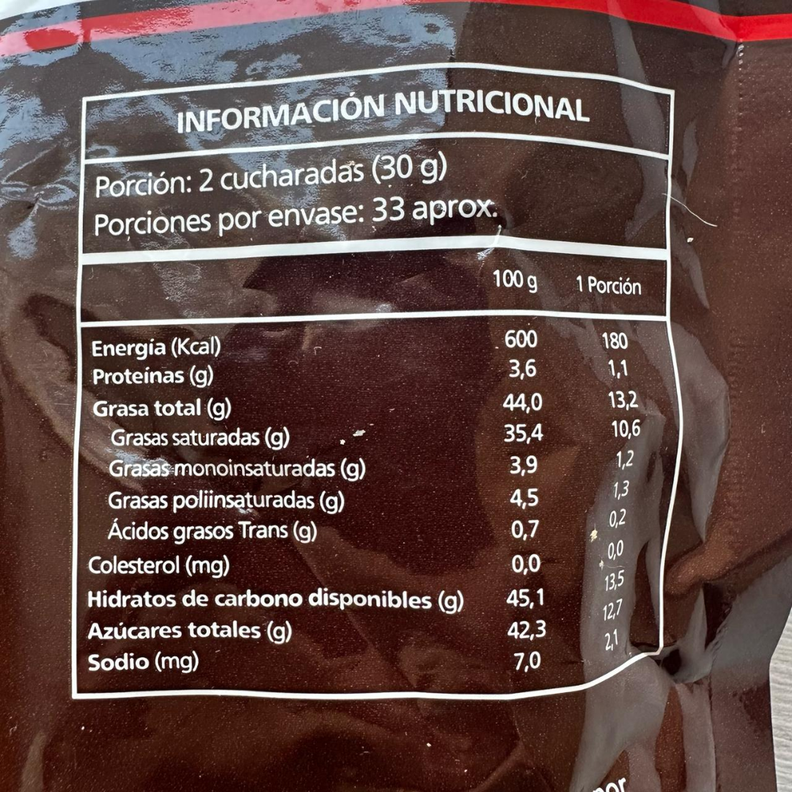 INFORMACIÓN NUTRICIONAL
Porción: 2 cucharadas (30 g)
Porciones por envase: 33 aprox.
100 g 1 Porción
Energía (Kcal) 600 180
Proteínas (g) 3,6 1,1
Grasa total (g) 44,0 13,2
Grasas saturadas (g) 35,4 10,6
Grasas monoinsaturadas (g) 3,9 1,2
Grasas poliinsaturadas (g) 4,5 1,3
Ácidos grasos Trans (g) 0,7 0,2
Colesterol (mg) 0,0 0,0
Hidratos de carbono disponibles (g) 45,1 13,5
Azúcares totales (g) 42,3 12,7
Sodio (mg) 7,0 2,1